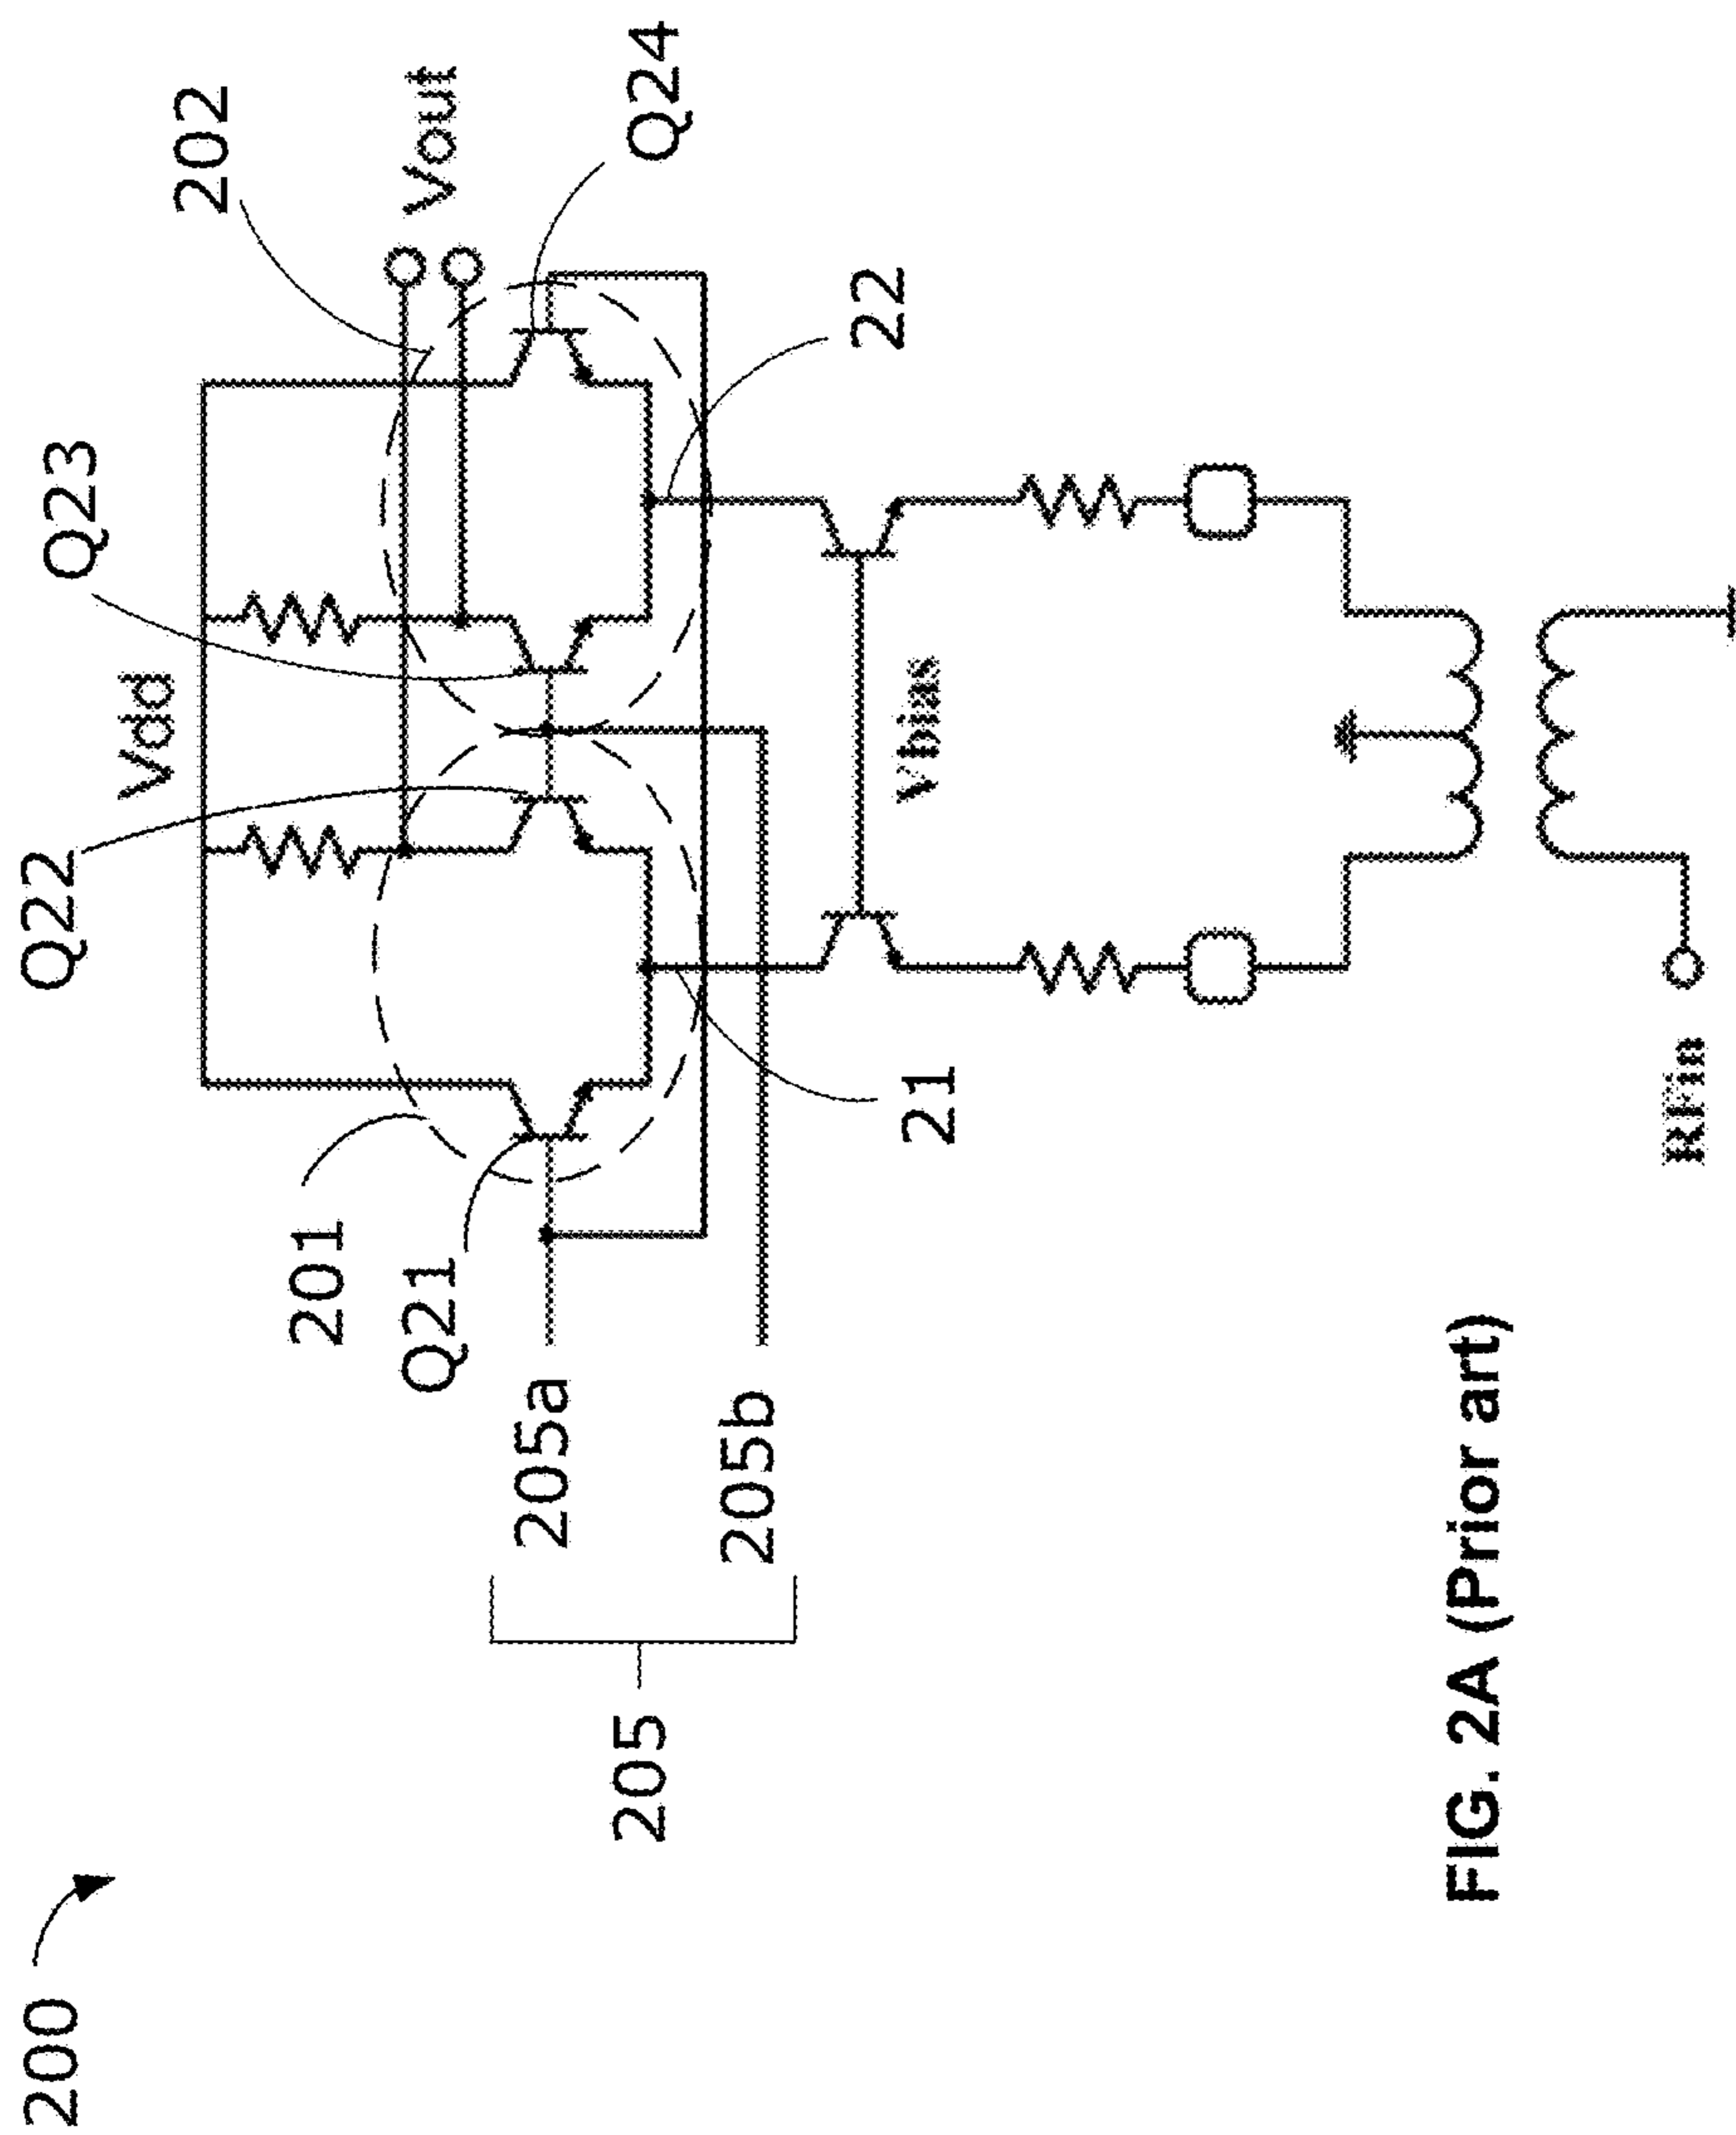 200
Vdd
Q22
Q23
202
Vout
Q24
201
Q21
205a
205b
205
21
22
Vbias
RFin
FIG. 2A (Prior art)